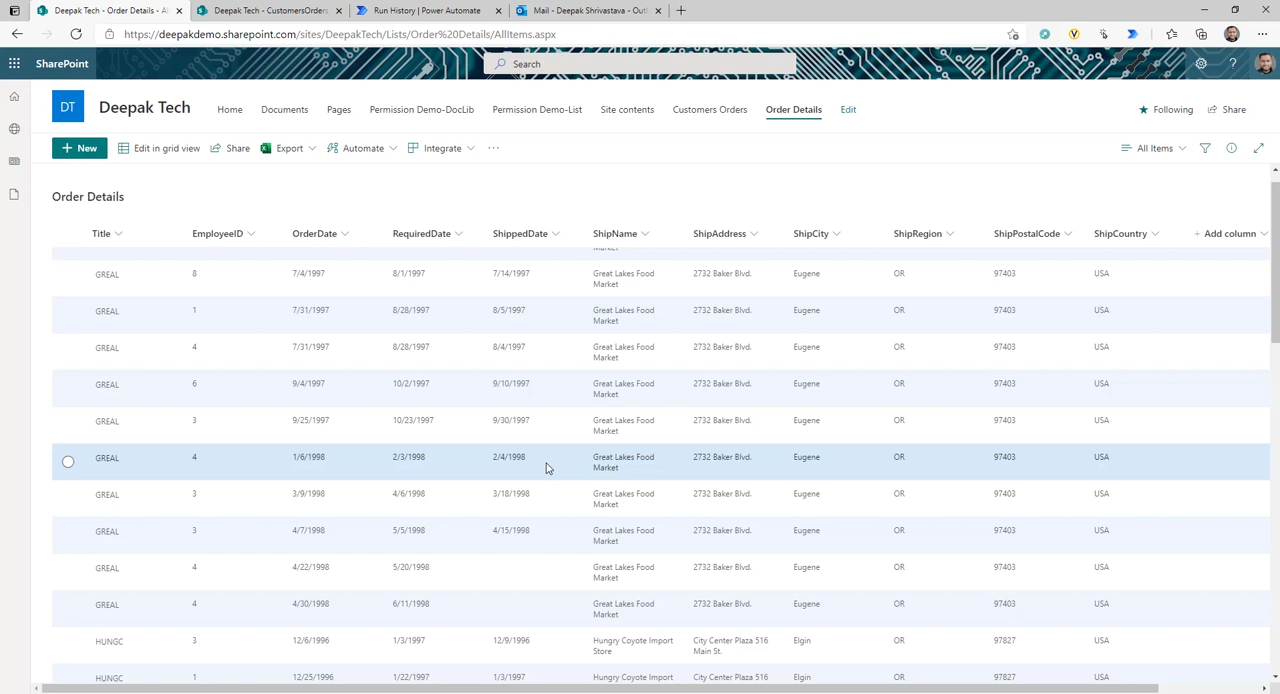 Deepak Tech - Order Details - Al
Deepak Tech - CustomersOrders
Run History | Power Automate
Mail - Deepak Shrivastava - Outl
https://deepakdemo.sharepoint.com/sites/DeepakTech/Lists/Order%20Details/AllItems.aspx
SharePoint
Search
DT
Deepak Tech
Home
Documents
Pages
Permission Demo-DocLib
Permission Demo-List
Site contents
Customers Orders
Order Details
Edit
Following
Share
New
Edit in grid view
Share
Export
Automate
Integrate
All Items
Order Details
Title EmployeeID OrderDate RequiredDate ShippedDate ShipName ShipAddress ShipCity ShipRegion ShipPostalCode ShipCountry + Add column
Market
GREAL 8 7/4/1997 8/1/1997 7/14/1997 Great Lakes Food 2732 Baker Blvd. Eugene OR 97403 USA
Market
GREAL 1 7/31/1997 8/28/1997 8/5/1997 Great Lakes Food 2732 Baker Blvd. Eugene OR 97403 USA
Market
GREAL 4 7/31/1997 8/28/1997 8/4/1997 Great Lakes Food 2732 Baker Blvd. Eugene OR 97403 USA
Market
GREAL 6 9/4/1997 10/2/1997 9/10/1997 Great Lakes Food 2732 Baker Blvd. Eugene OR 97403 USA
Market
GREAL 3 9/25/1997 10/23/1997 9/30/1997 Great Lakes Food 2732 Baker Blvd. Eugene OR 97403 USA
Market
GREAL 4 1/6/1998 2/3/1998 2/4/1998 Great Lakes Food 2732 Baker Blvd. Eugene OR 97403 USA
Market
GREAL 3 3/9/1998 4/6/1998 3/18/1998 Great Lakes Food 2732 Baker Blvd. Eugene OR 97403 USA
Market
GREAL 3 4/7/1998 5/5/1998 4/15/1998 Great Lakes Food 2732 Baker Blvd. Eugene OR 97403 USA
Market
GREAL 4 4/22/1998 5/20/1998 Great Lakes Food 2732 Baker Blvd. Eugene OR 97403 USA
Market
GREAL 4 4/30/1998 6/11/1998 Great Lakes Food 2732 Baker Blvd. Eugene OR 97403 USA
Market
HUNGC 3 12/6/1996 1/3/1997 12/9/1996 Hungry Coyote Import City Center Plaza 516 Elgin OR 97827 USA
Store Main St.
HUNGC 1 12/25/1996 1/22/1997 1/3/1997 Hungry Coyote Import City Center Plaza 516 Elgin OR 97827 USA